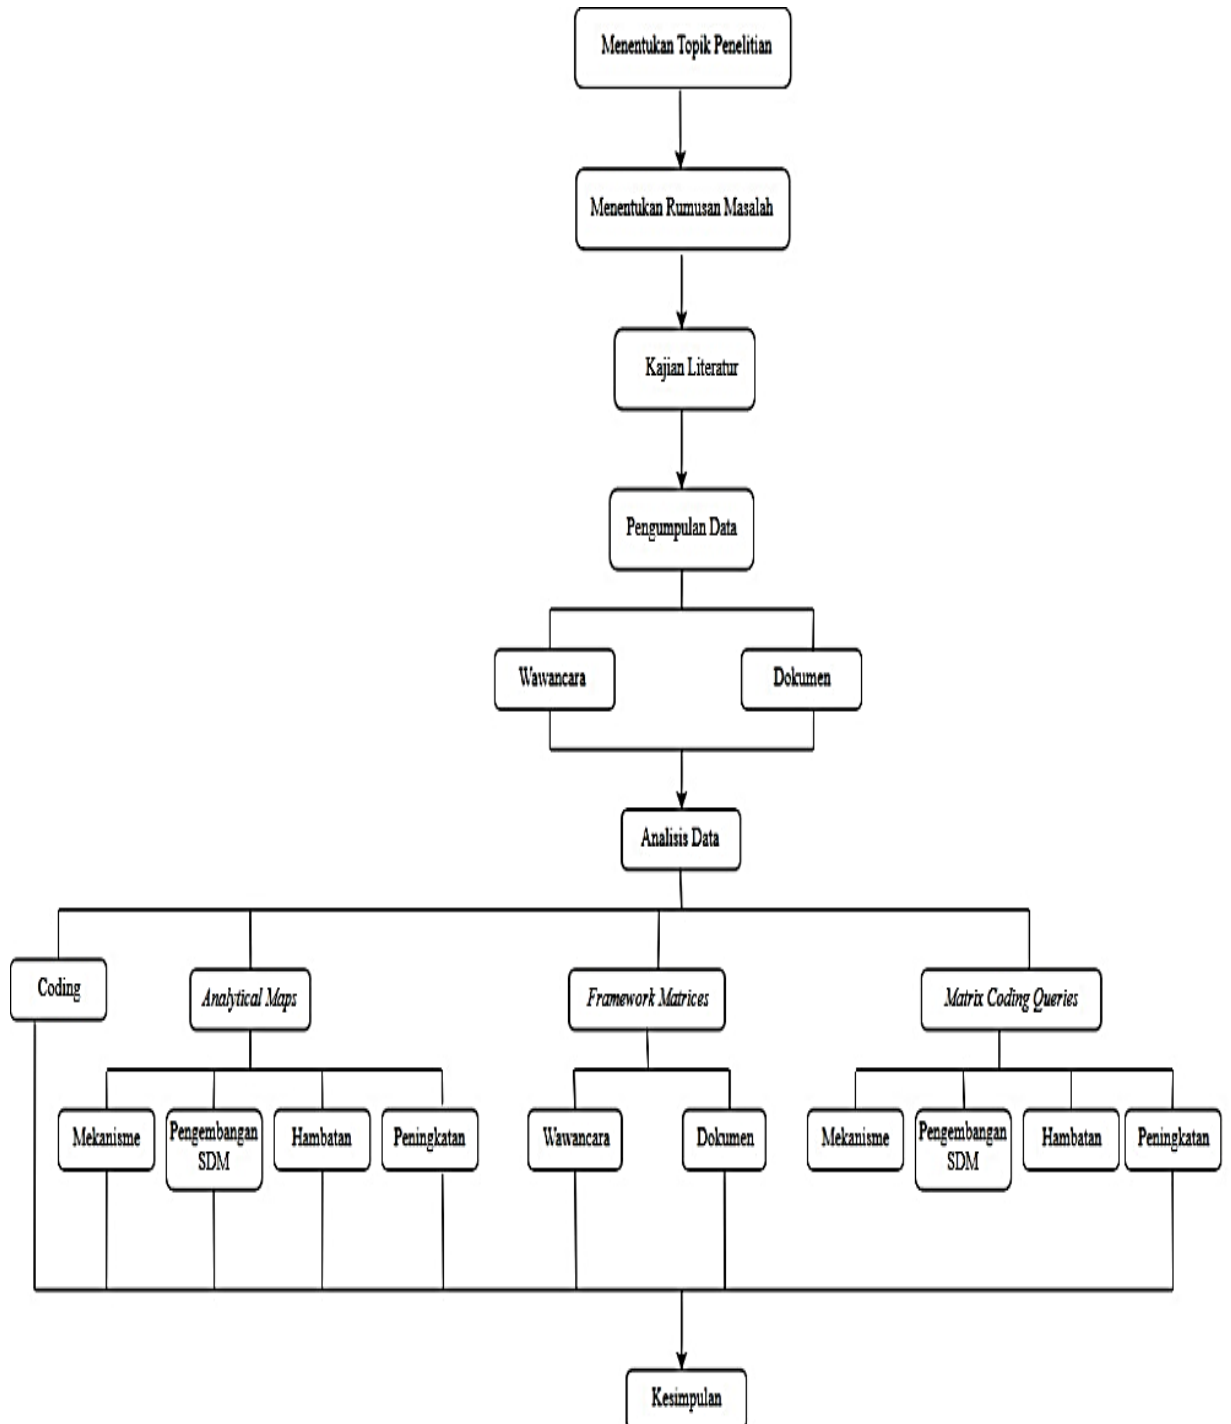 Menentukan Topik Penelitian
Menentukan Rumusan Masalah
Kajian Literatur
Pengumpulan Data
Wawancara
Dokumen
Analisis Data
Coding
Analytical Maps
Framework Matrices
Matrix Coding Queries
Mekanisme
Pengembangan
SDM
Hambatan
Peningkatan
Wawancara
Dokumen
Mekanisme
Pengembangan
SDM
Hambatan
Peningkatan
Kesimpulan